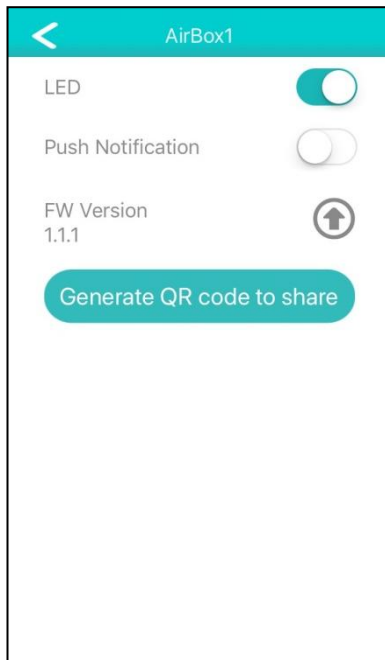 AirBox1
LED
Push Notification
FW Version
1.1.1
Generate QR code to share